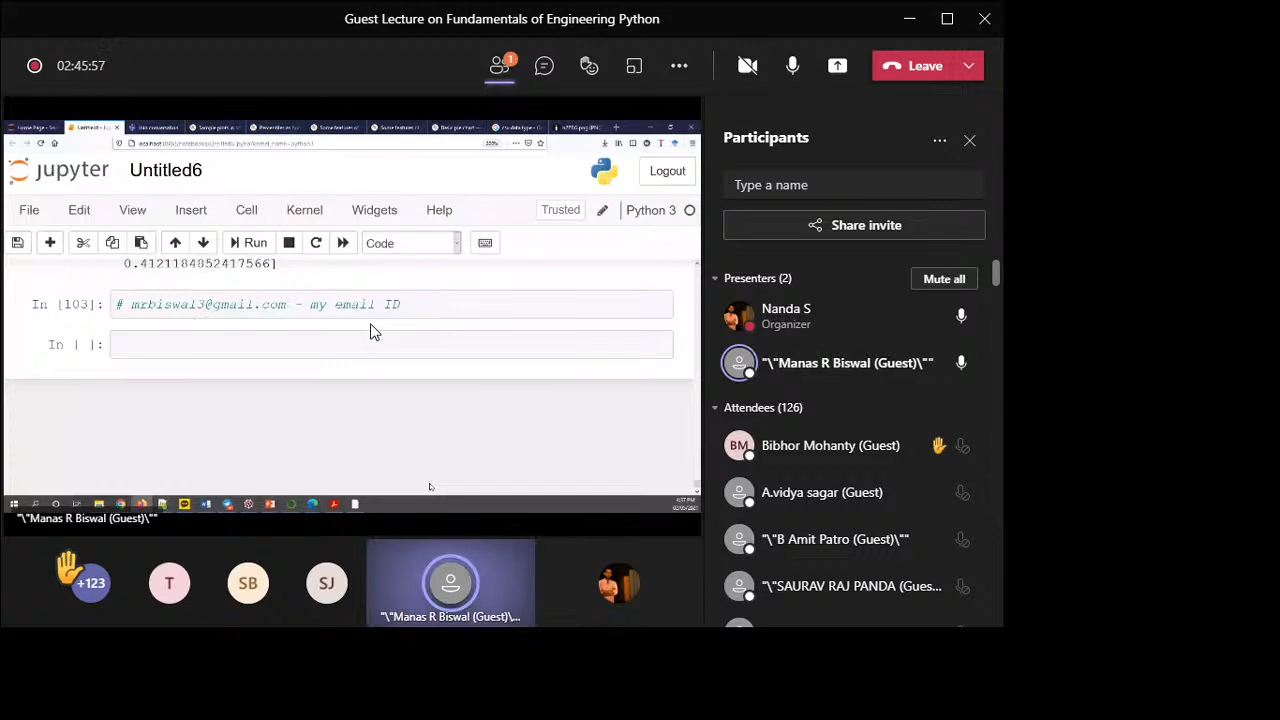 Guest Lecture on Fundamentals of Engineering Python
02:45:57
1
Leave
Home Page
Untitled6
jupyter
Untitled6
Logout
File Edit View Insert Cell Kernel Widgets Help
Trusted
Python 3
Run
Code
0.4121184852417566]
In [103]: # mrbiswal3@gmail.com - my email ID
In [ ]:
"\"Manas R Biswal (Guest)\""
+123
T
SB
SJ
"\"Manas R Biswal (Guest)\...
Participants
Type a name
Share invite
Presenters (2)
Mute all
Nanda S
Organizer
"\"Manas R Biswal (Guest)\""
Attendees (126)
BM
Bibhor Mohanty (Guest)
A.vidya sagar (Guest)
"\"B Amit Patro (Guest)\""
"\"SAURAV RAJ PANDA (Gues...